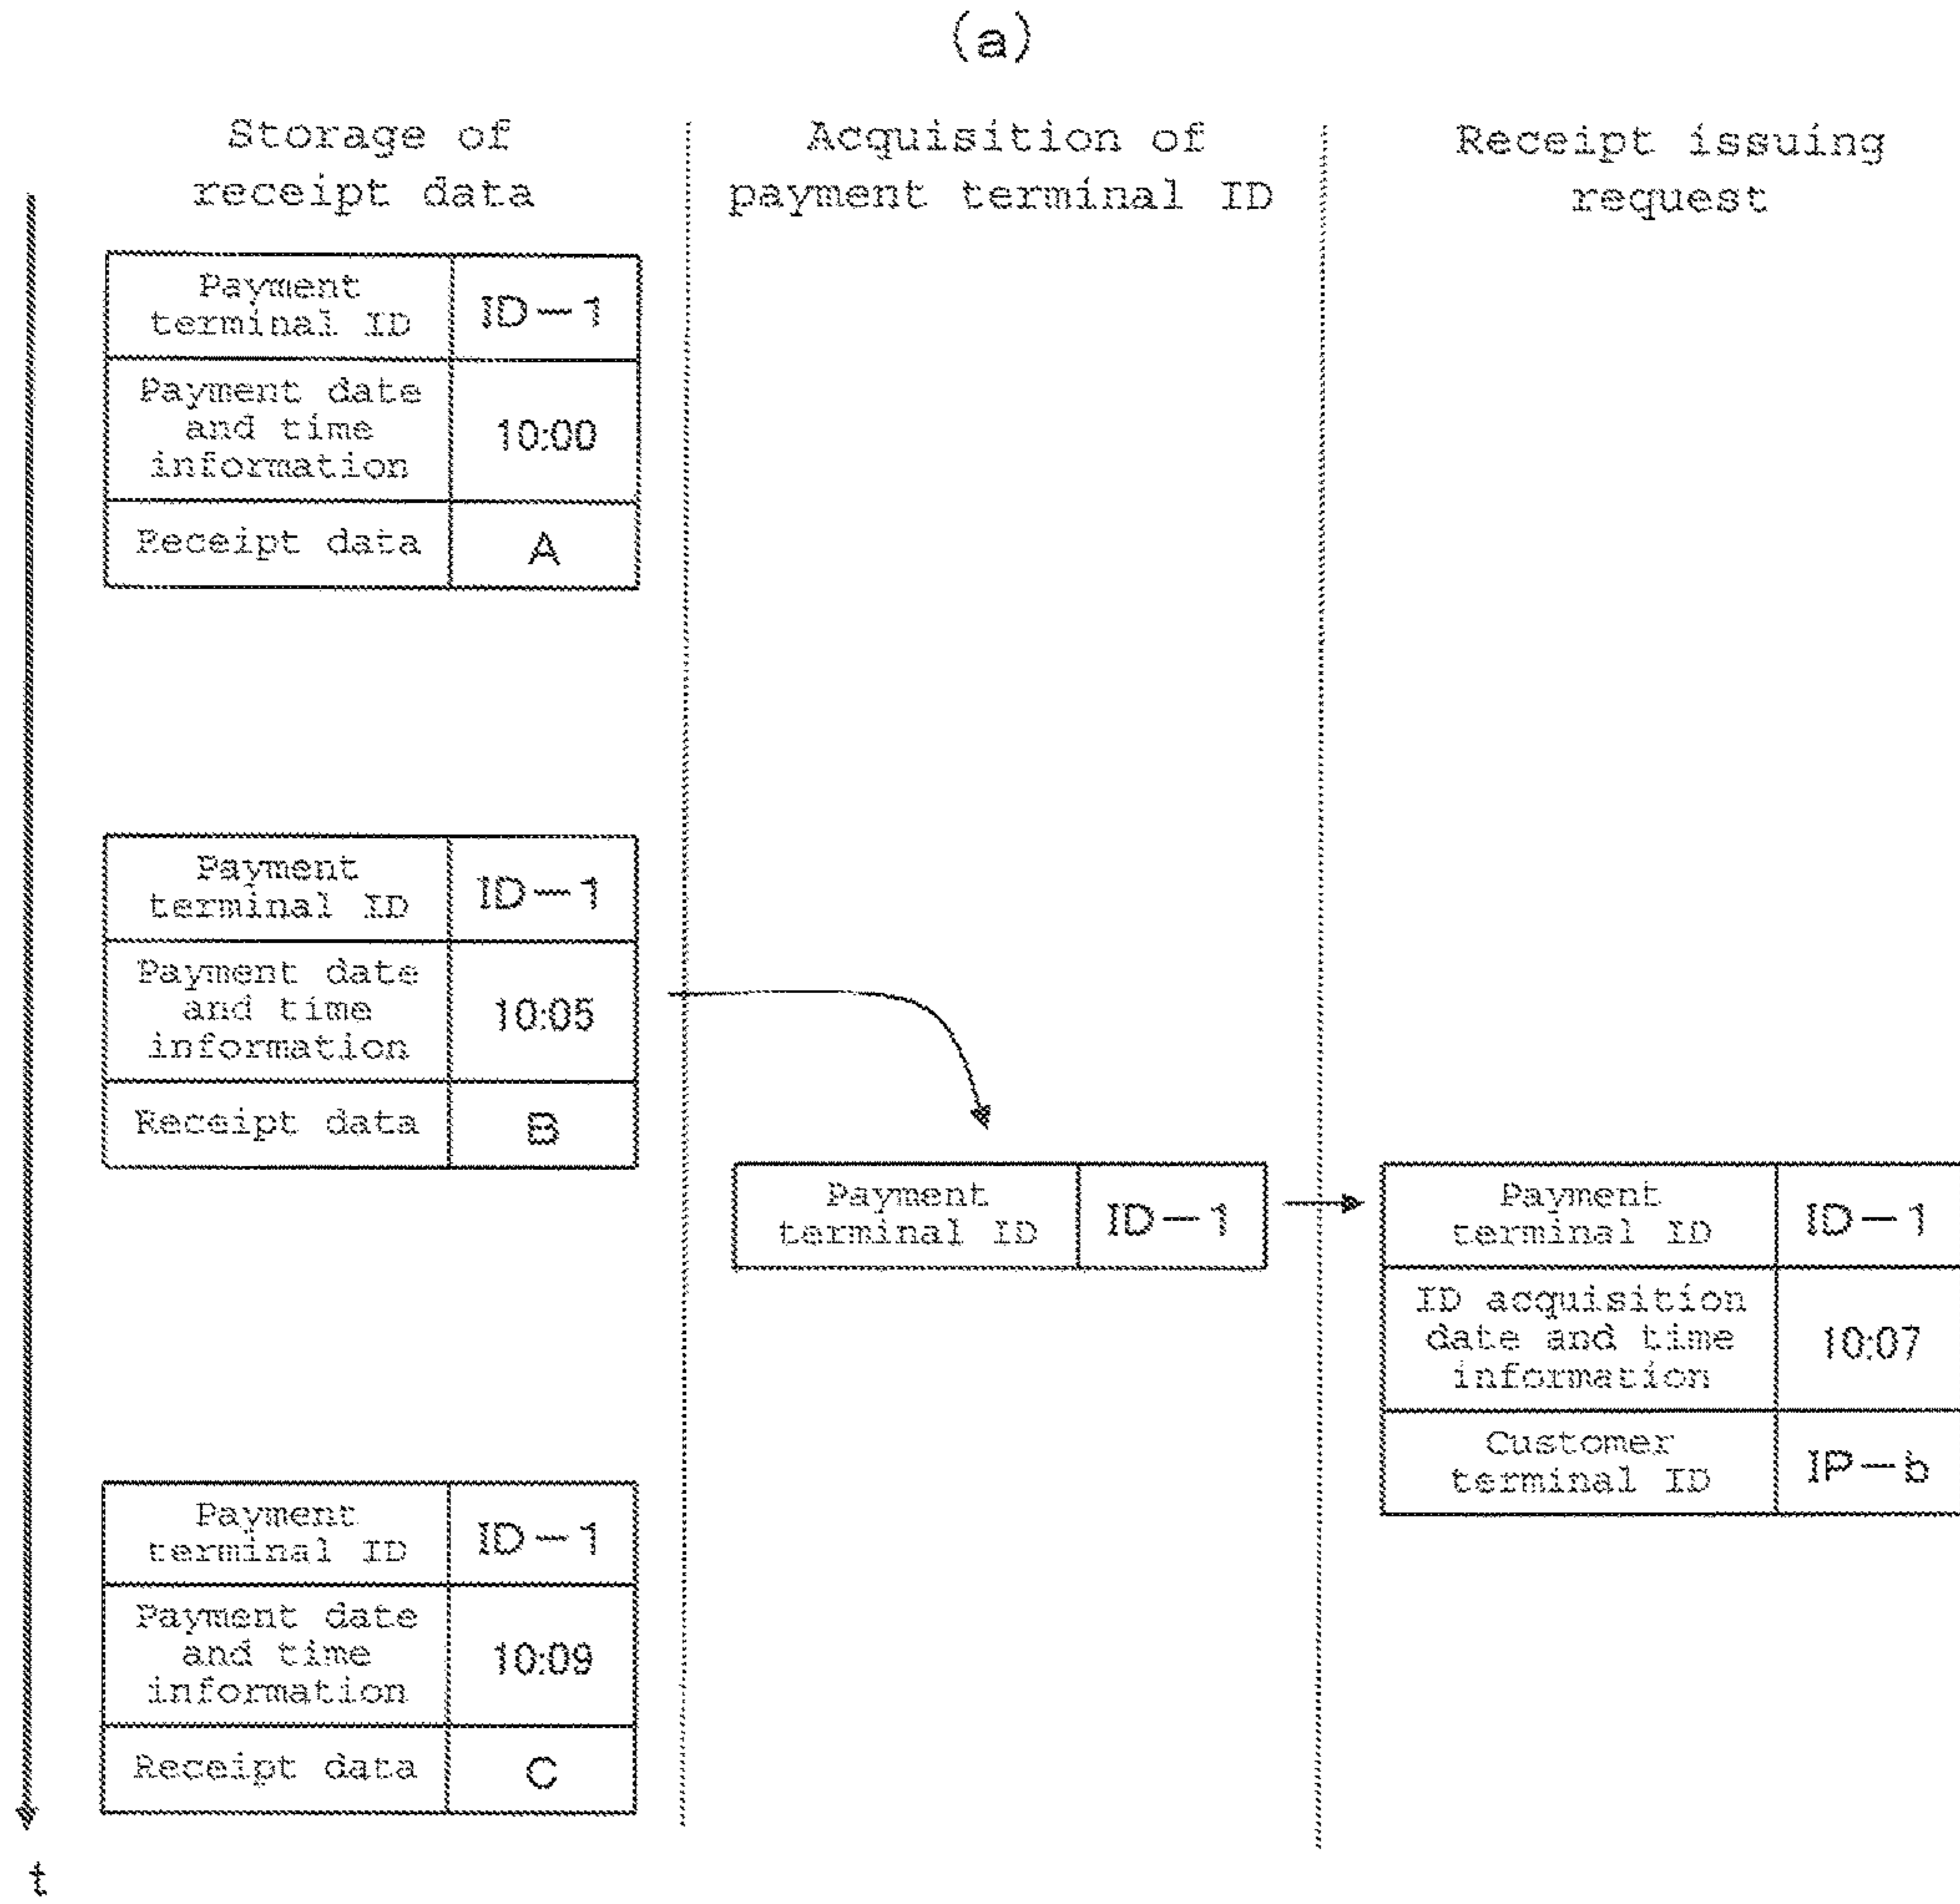 (a)
Storage of
receipt data
Acquisition of
payment terminal ID
Receipt issuing
request
Payment
terminal ID
ID－1
Payment date
and time
information
10:00
Receipt data
A
Payment
terminal ID
ID－1
Payment date
and time
information
10:05
Receipt data
B
Payment
terminal ID
ID－1
Payment
terminal ID
ID－1
ID acquisition
date and time
information
10:07
Customer
terminal ID
IP－b
Payment
terminal ID
ID－1
Payment date
and time
information
10:09
Receipt data
C
t